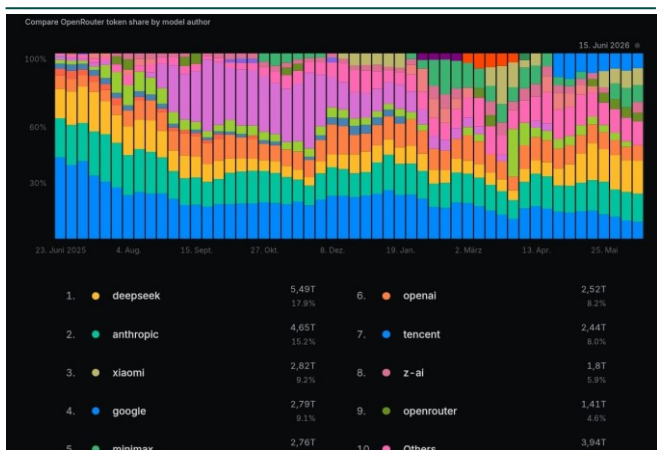 Compare OpenRouter token share by model author
15. Juni 2026
100%
60%
30%
23. Juni 2025 4. Aug. 15. Sept. 27. Okt. 8. Dez. 19. Jan. 2. März 13. Apr. 25. Mai
1. deepseek 5,49T 6. openai 2,52T
17.9% 8.2%
2. anthropic 4,65T 7. tencent 2,44T
15.2% 8.0%
3. xiaomi 2,82T 8. z-ai 1,8T
9.2% 5.9%
4. google 2,79T 9. openrouter 1,41T
9.1% 4.6%
5. minimax 2,76T 10. Others 3,94T